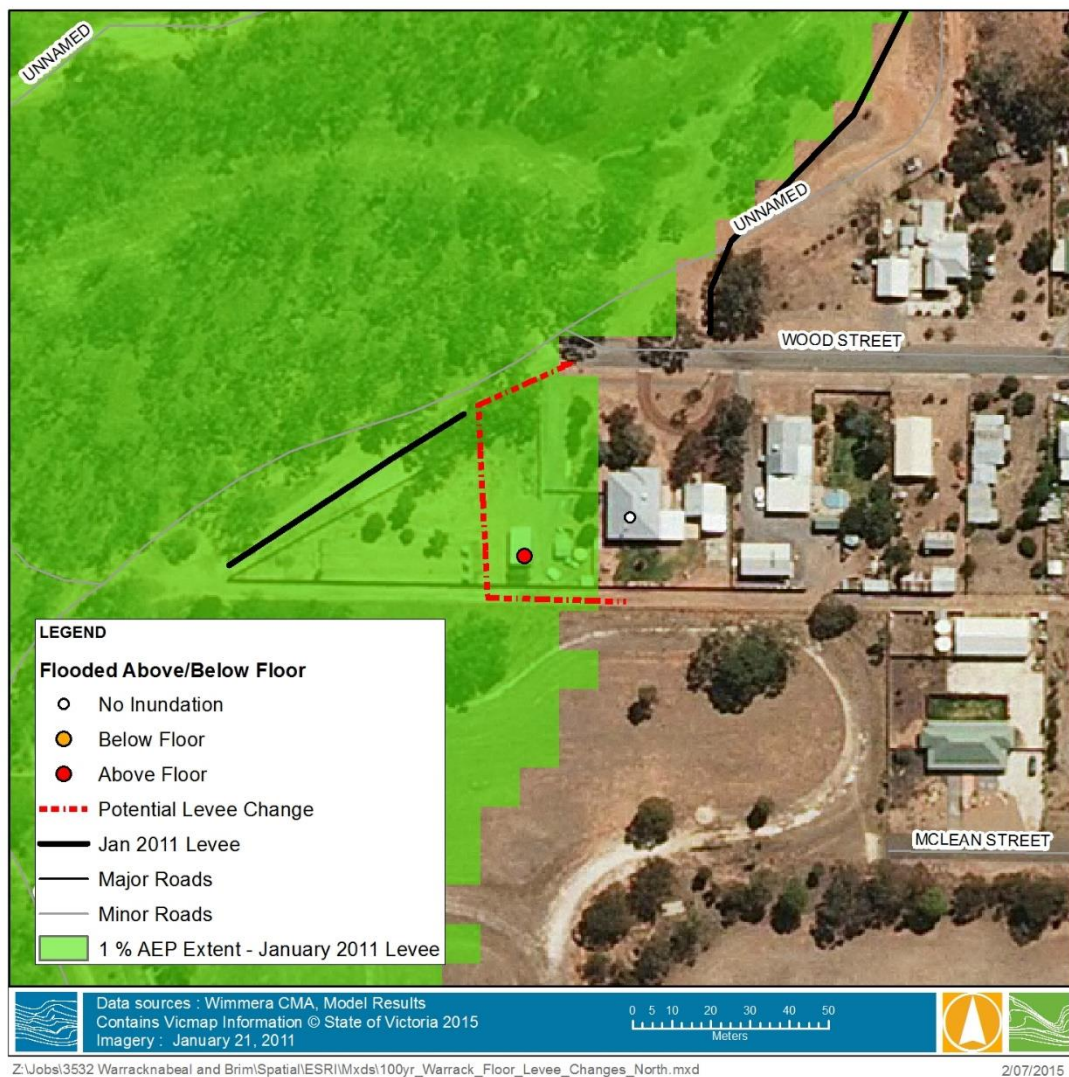 UNNAMED
UNNAMED
WOOD STREET
MCLEAN STREET
LEGEND
Flooded Above/Below Floor
No Inundation
Below Floor
Above Floor
Potential Levee Change
Jan 2011 Levee
Major Roads
Minor Roads
1 % AEP Extent - January 2011 Levee
Data sources : Wimmera CMA, Model Results
Contains Vicmap Information © State of Victoria 2015
Imagery : January 21, 2011
0 5 10 20 30 40 50
Meters
Z:\Jobs\3532 Warracknabeal and Brim\Spatial\ESRI\Mxds\100yr_Warrack_Floor_Levee_Changes_North.mxd
2/07/2015